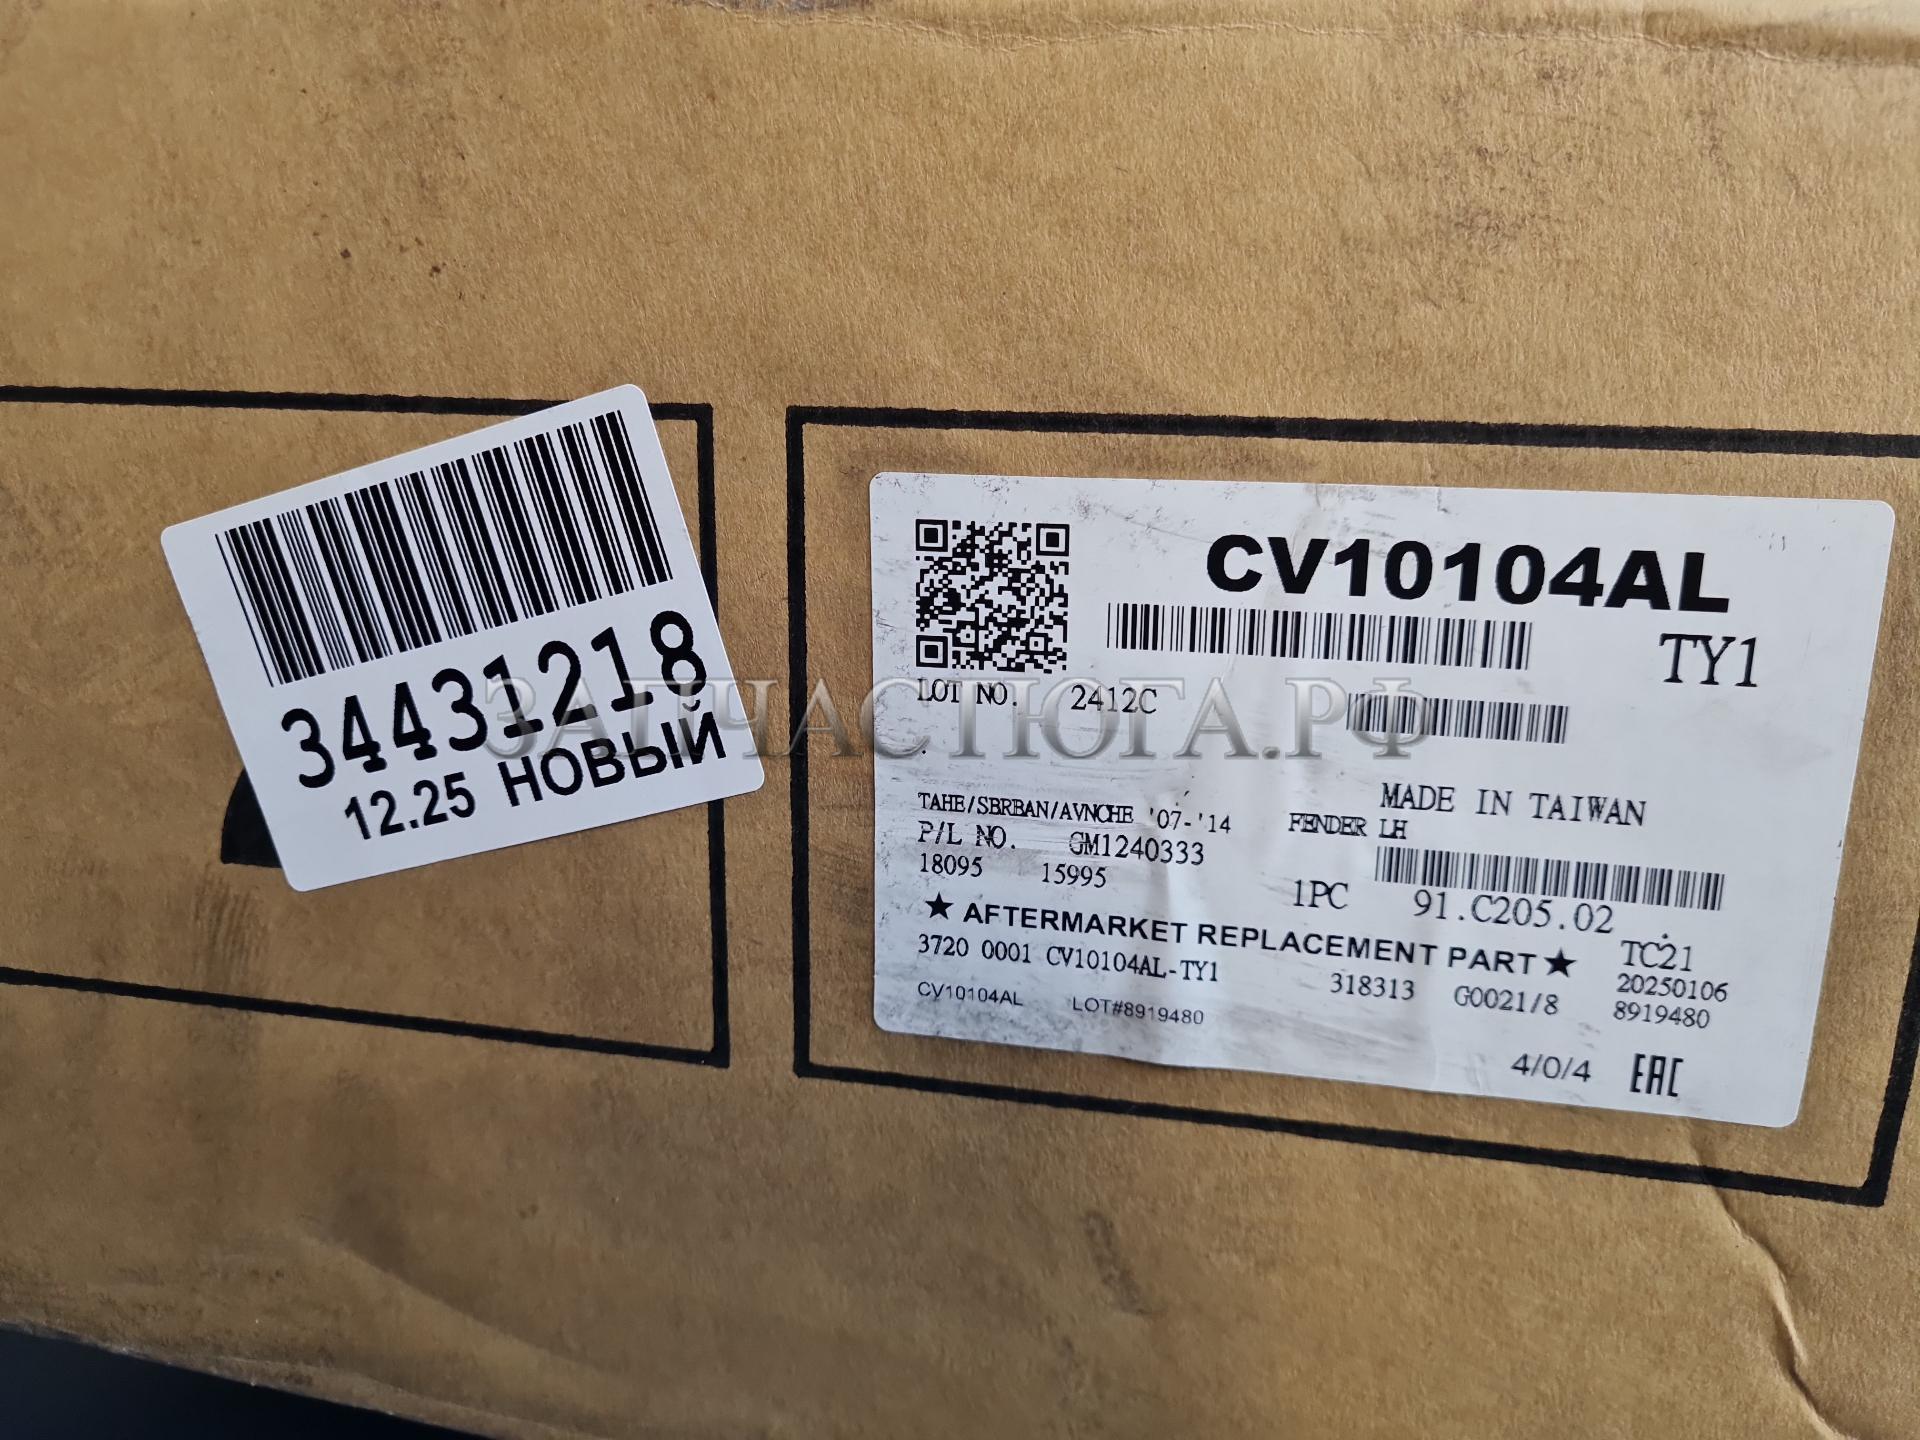 34431218
12.25 НОВЫЙ
ЗАПЧАСТЮГА.РФ
CV10104AL
TY1
LOT NO. 2412C
MADE IN TAIWAN
TAHE/SBRBAN/AVNCHE '07-'14 FENDER LH
P/L NO. GM1240333
18095 15995
1PC 91.C205.02
★ AFTERMARKET REPLACEMENT PART ★ TC21
3720 0001 CV10104AL-TY1 318313 G0021/8 20250106
CV10104AL LOT#8919480 8919480
4/0/4 EAC